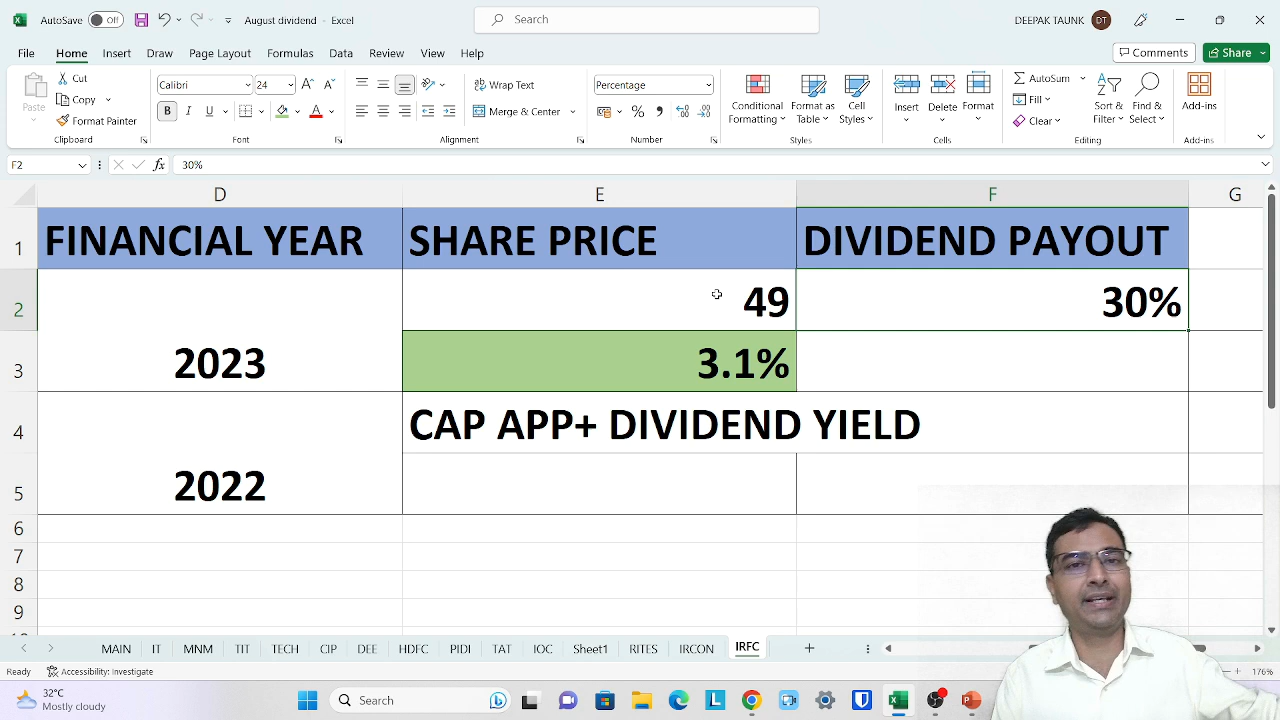 AutoSave Off August dividend - Excel Search DEEPAK TAUNK DT
File Home Insert Draw Page Layout Formulas Data Review View Help Comments Share
Paste Cut Copy Format Painter Clipboard
Calibri 24 B I U A Font
Wrap Text Merge & Center Alignment
Percentage % Number
Conditional Formatting Format as Table Cell Styles Styles
Insert Delete Format Cells
AutoSum Fill Clear Sort & Filter Find & Select Editing
Add-ins Add-ins
F2 fx 30%
D E F G
1 FINANCIAL YEAR SHARE PRICE DIVIDEND PAYOUT
2 49 30%
3 2023 3.1%
4 CAP APP+ DIVIDEND YIELD
5 2022
6
7
8
9
MAIN IT MNM TIT TECH CIP DEE HDFC PIDI TAT IOC Sheet1 RITES IRCON IRFC
Ready Accessibility: Investigate 176%
32°C
Mostly cloudy
Search